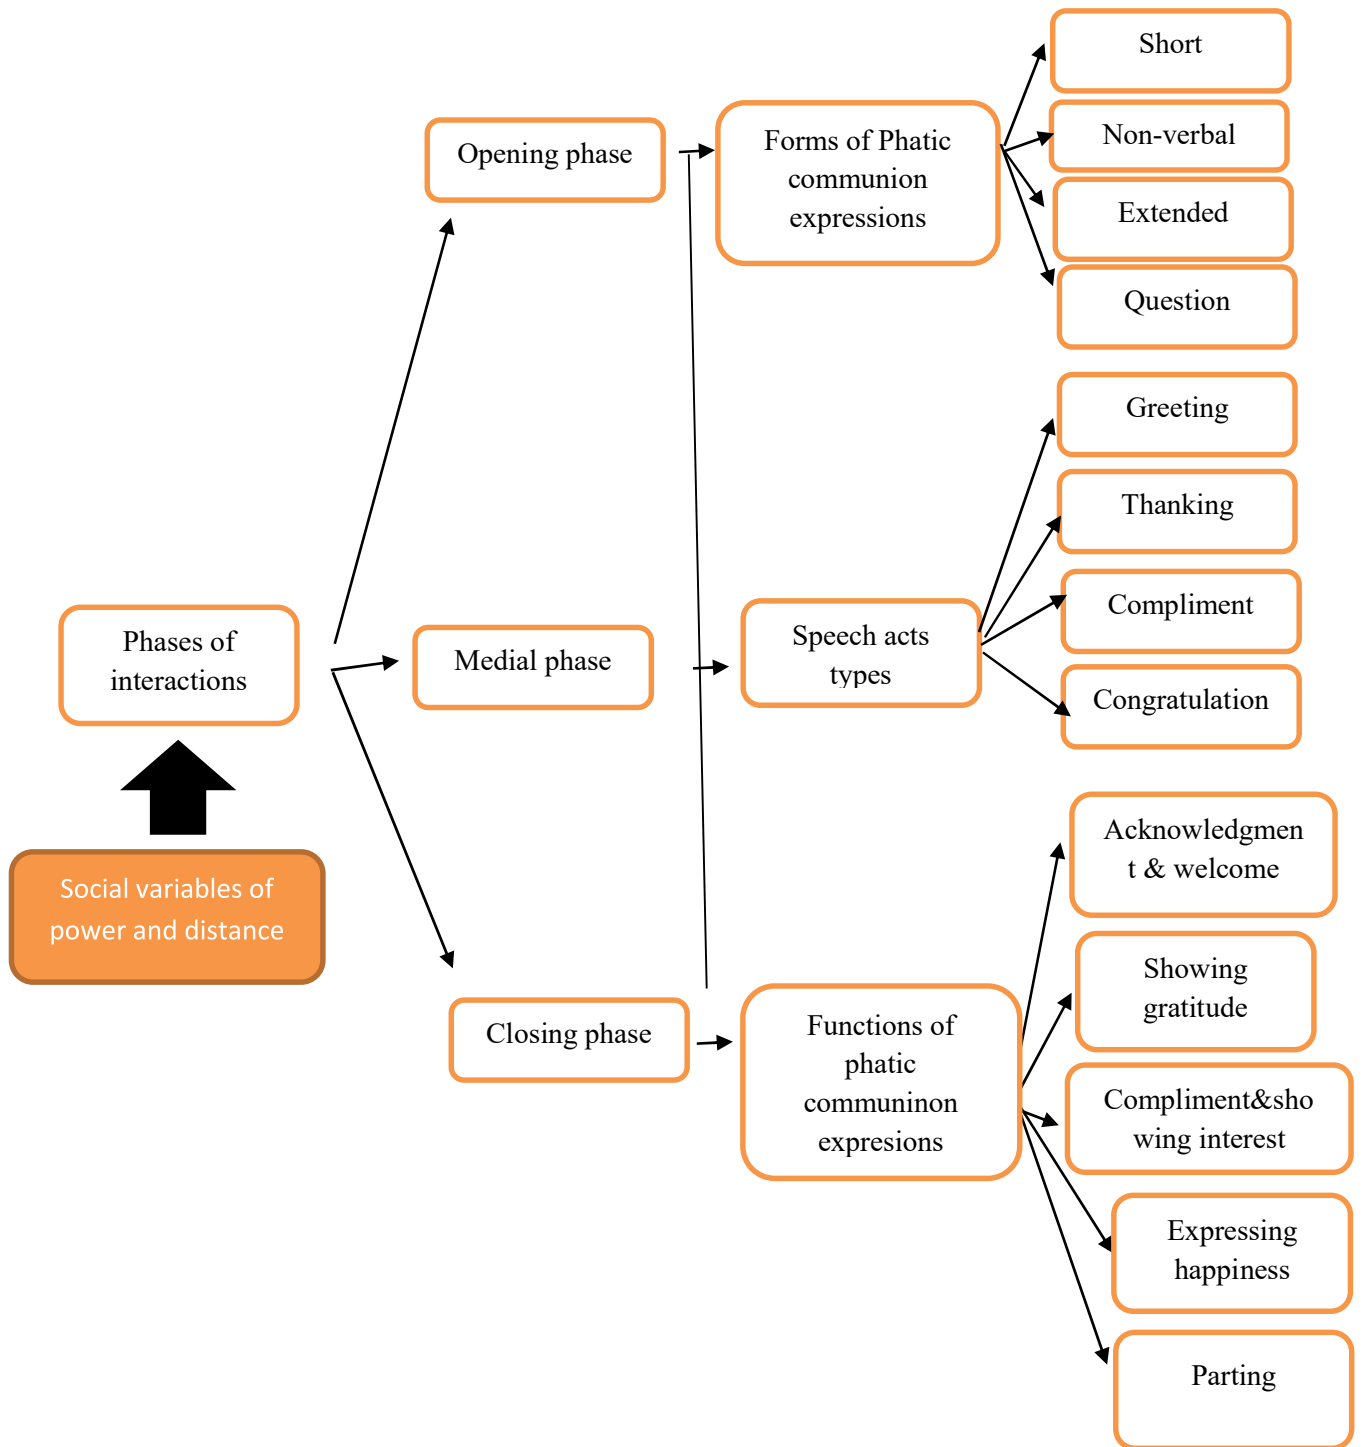 Short
Non-verbal
Extended
Question
Opening phase
Forms of Phatic
communion
expressions
Greeting
Thanking
Compliment
Congratulation
Phases of
interactions
Medial phase
Speech acts
types
Social variables of
power and distance
Closing phase
Functions of
phatic
communinon
expresions
Acknowledgmen
t & welcome
Showing
gratitude
Compliment&sho
wing interest
Expressing
happiness
Parting